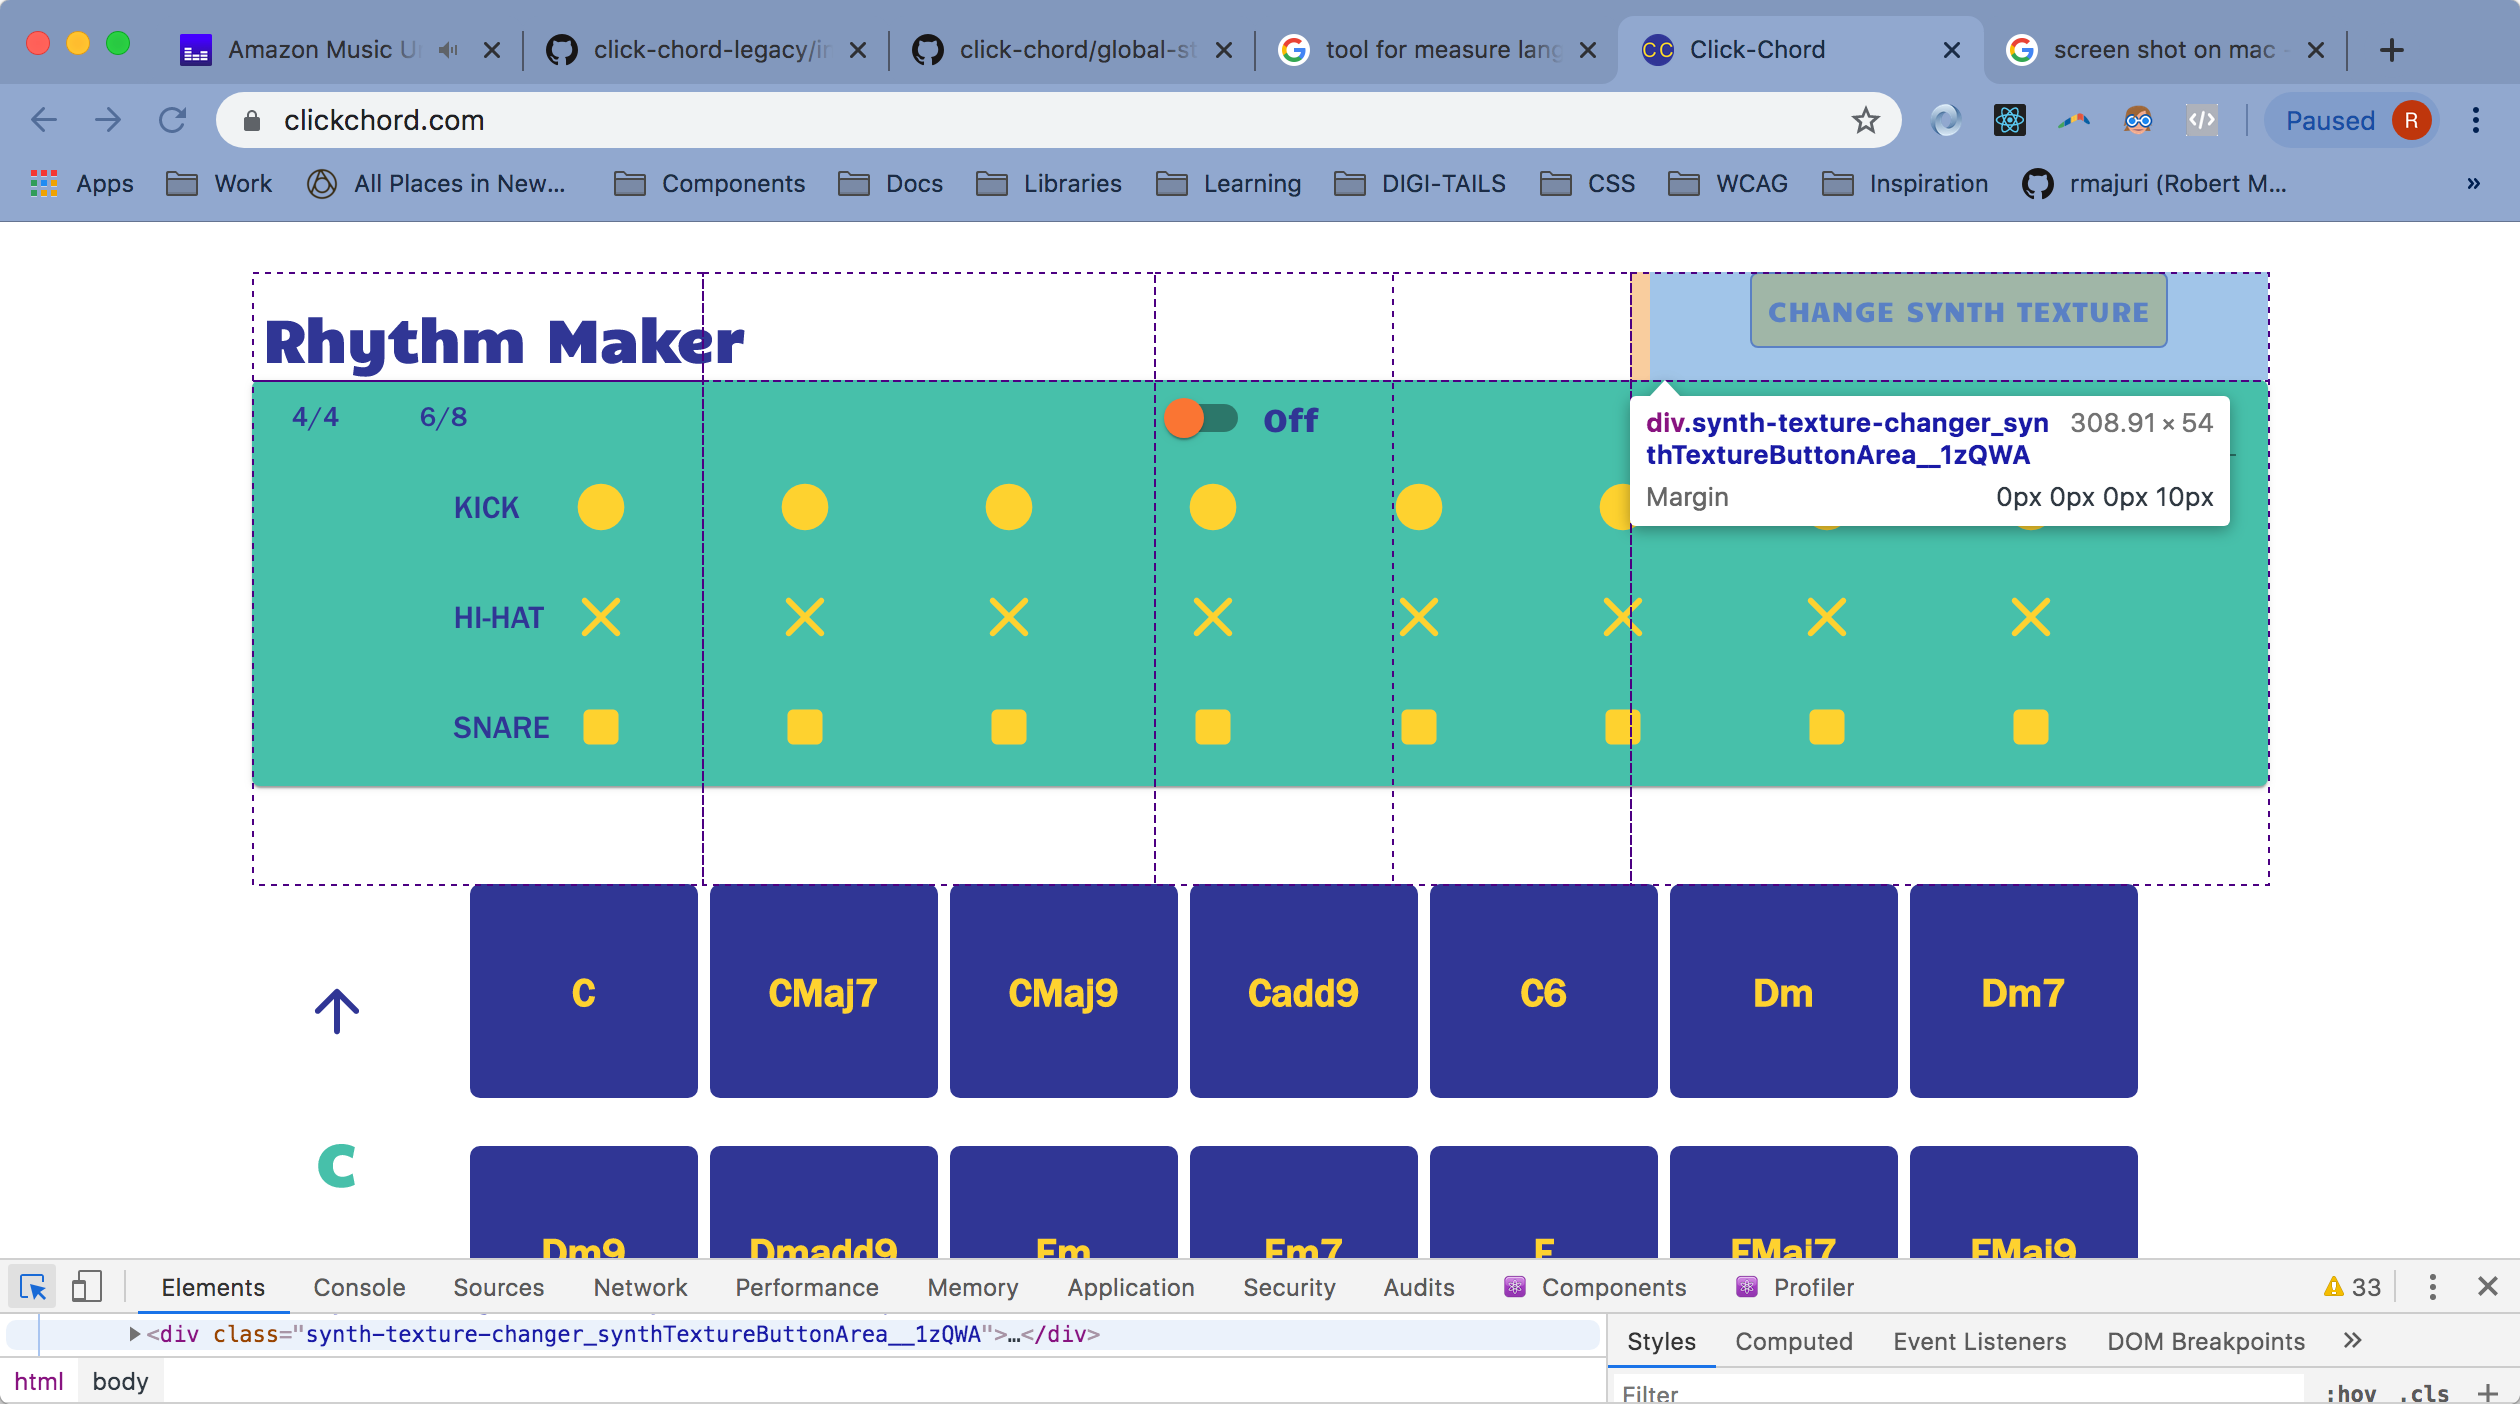 Amazon Music U
click-chord-legacy/in
click-chord/global-st
tool for measure lang
CC Click-Chord
screen shot on mac -
clickchord.com
Paused R
Apps Work All Places in New... Components Docs Libraries Learning DIGI-TAILS CSS WCAG Inspiration rmajuri (Robert M... »
Rhythm Maker
CHANGE SYNTH TEXTURE
4/4 6/8 Off
div.synth-texture-changer_syn 308.91 × 54
thTextureButtonArea__1zQWA
Margin 0px 0px 0px 10px
KICK
HI-HAT
SNARE
C CMaj7 CMaj9 Cadd9 C6 Dm Dm7
C
Dm9 Dmadd9 Em Em7 F FMaj7 FMaj9
Elements Console Sources Network Performance Memory Application Security Audits Components Profiler 33
<div class="synth-texture-changer_synthTextureButtonArea__1zQWA">…</div>
Styles Computed Event Listeners DOM Breakpoints »
html body
Filter :hov .cls +